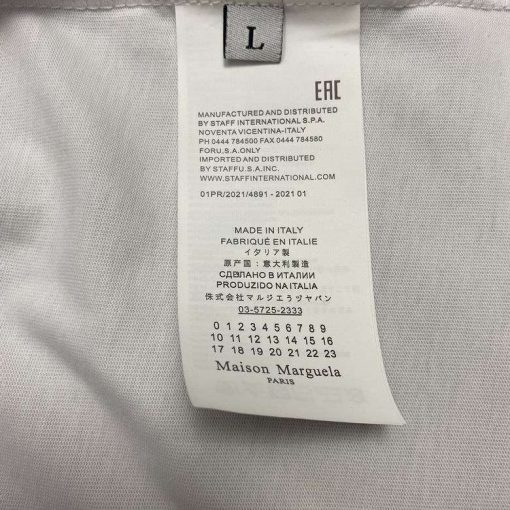 L
EAC
MANUFACTURED AND DISTRIBUTED
BY STAFF INTERNATIONAL S.P.A.
NOVENTA VICENTINA-ITALY
PH 0444 784500 FAX 0444 784580
FORU,S.A.ONLY
IMPORTED AND DISTRIBUTED
BY STAFFU.S.A.INC.
WWW.STAFFINTERNATIONAL.COM
01PR/2021/4891 - 2021 01
MADE IN ITALY
FABRIQUÉ EN ITALIE
イタリア製
原产国：意大利製造
СДЕЛАНО В ИТАЛИИ
PRODUZIDO NA ITALIA
株式会社マルジエラジャパン
03-5725-2333
0 1 2 3 4 5 6 7 8 9
10 11 12 13 14 15 16
17 18 19 20 21 22 23
Maison Marguela
PARIS